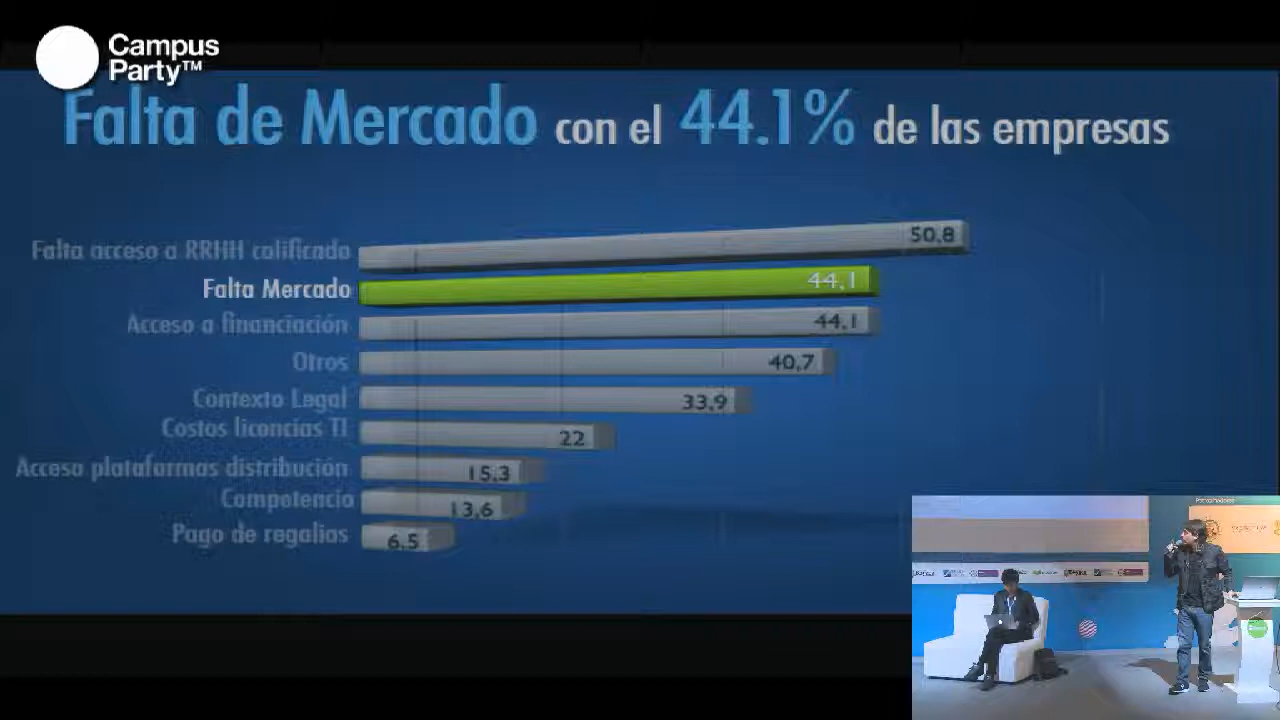 Campus
Party™
Falta de Mercado con el 44.1% de las empresas
Falta acceso a RRHH calificado 50,8
Falta Mercado 44,1
Acceso a financiación 44,1
Otros 40,7
Contexto Legal 33,9
Costos licencias TI 22
Acceso plataformas distribución 15,3
Competencia 13,6
Pago de regalias 6,5